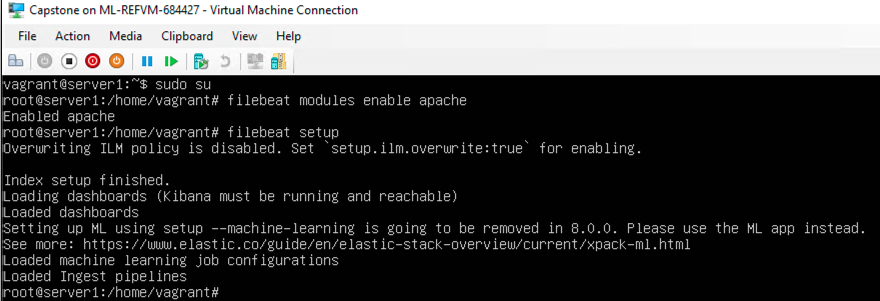 Capstone on ML-REFVM-684427 - Virtual Machine Connection
File Action Media Clipboard View Help
vagrant@server1:~$ sudo su
root@server1:/home/vagrant# filebeat modules enable apache
Enabled apache
root@server1:/home/vagrant# filebeat setup
Overwriting ILM policy is disabled. Set `setup.ilm.overwrite:true` for enabling.
Index setup finished.
Loading dashboards (Kibana must be running and reachable)
Loaded dashboards
Setting up ML using setup --machine-learning is going to be removed in 8.0.0. Please use the ML app instead.
See more: https://www.elastic.co/guide/en/elastic-stack-overview/current/xpack-ml.html
Loaded machine learning job configurations
Loaded Ingest pipelines
root@server1:/home/vagrant#